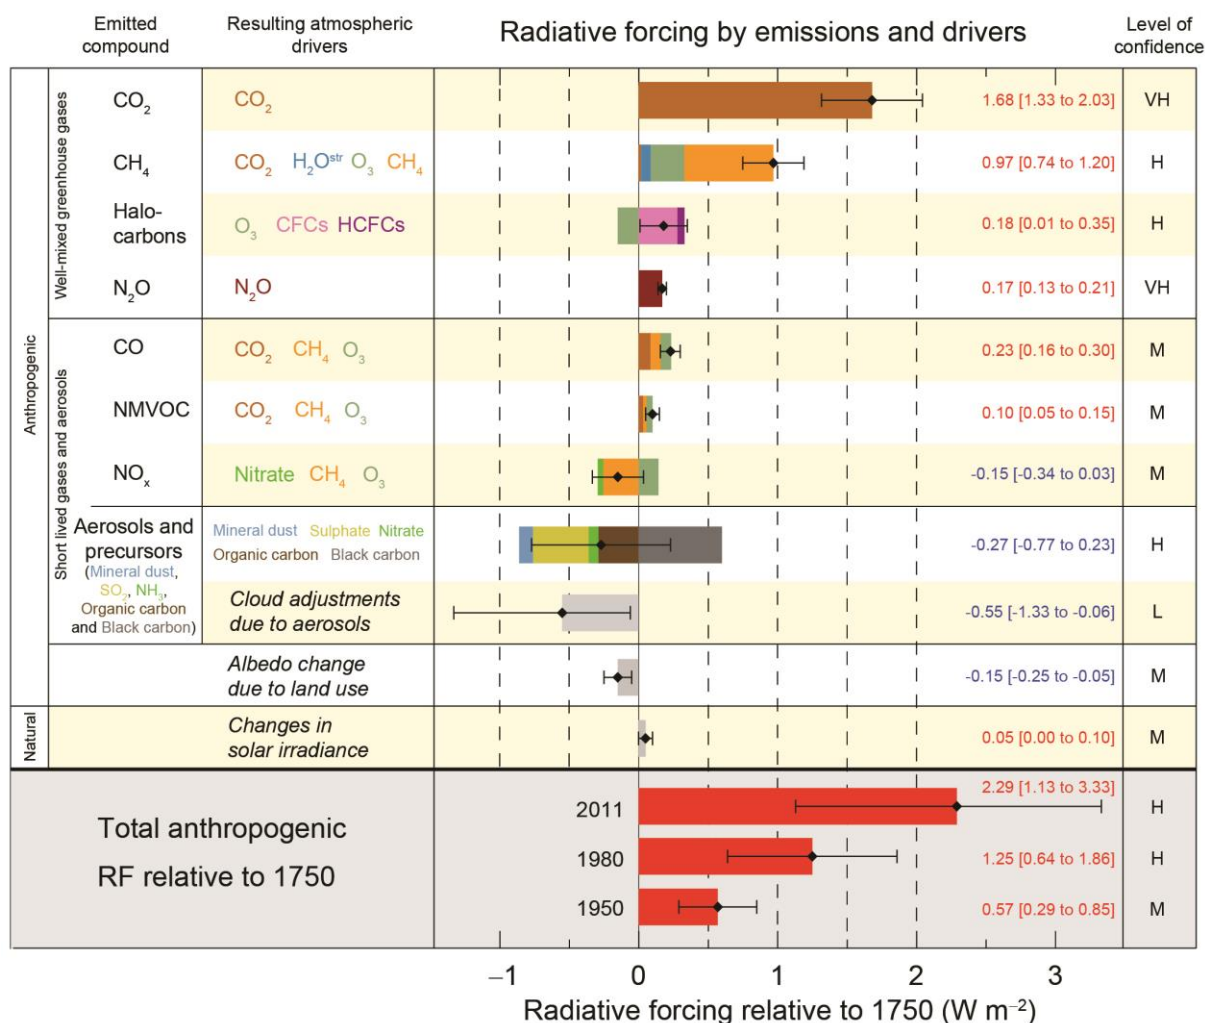 Emitted compound
Resulting atmospheric drivers
Radiative forcing by emissions and drivers
Level of confidence
Anthropogenic
Well-mixed greenhouse gases
CO₂
CO₂
1.68 [1.33 to 2.03]
VH
CH₄
CO₂ H₂Oˢᵗʳ O₃ CH₄
0.97 [0.74 to 1.20]
H
Halo-
carbons
O₃ CFCs HCFCs
0.18 [0.01 to 0.35]
H
N₂O
N₂O
0.17 [0.13 to 0.21]
VH
Short lived gases and aerosols
CO
CO₂ CH₄ O₃
0.23 [0.16 to 0.30]
M
NMVOC
CO₂ CH₄ O₃
0.10 [0.05 to 0.15]
M
NOₓ
Nitrate CH₄ O₃
-0.15 [-0.34 to 0.03]
M
Aerosols and
precursors
(Mineral dust,
SO₂, NH₃,
Organic carbon
and Black carbon)
Mineral dust Sulphate Nitrate
Organic carbon Black carbon
-0.27 [-0.77 to 0.23]
H
Cloud adjustments
due to aerosols
-0.55 [-1.33 to -0.06]
L
Albedo change
due to land use
-0.15 [-0.25 to -0.05]
M
Natural
Changes in
solar irradiance
0.05 [0.00 to 0.10]
M
Total anthropogenic
RF relative to 1750
2011
2.29 [1.13 to 3.33]
H
1980
1.25 [0.64 to 1.86]
H
1950
0.57 [0.29 to 0.85]
M
−1 0 1 2 3
Radiative forcing relative to 1750 (W m⁻²)